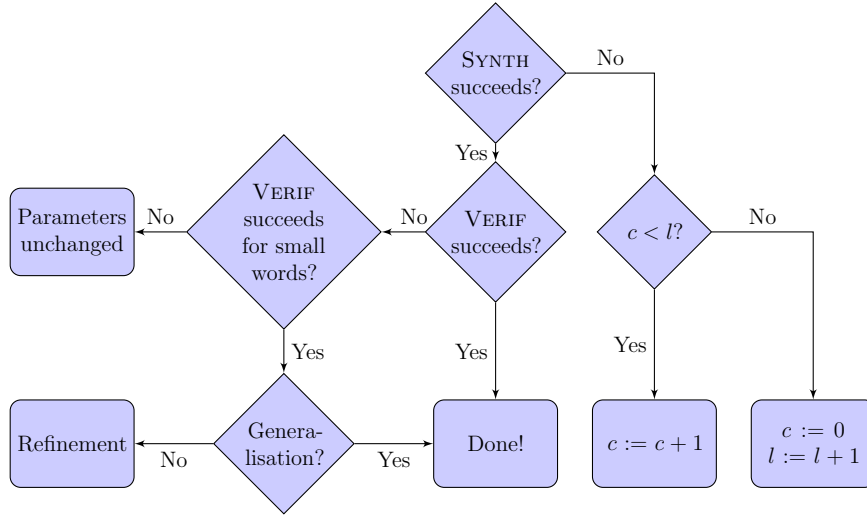 SYNTH
succeeds?
No
Yes
VERIF
succeeds
for small
words?
Parameters
unchanged
No
No
VERIF
succeeds?
c < l?
No
Yes
Yes
Yes
Refinement
No
Genera-
lisation?
Yes
Done!
c := c + 1
c := 0
l := l + 1